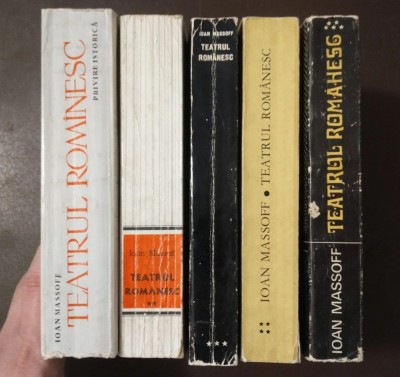 IOAN MASSOFF
TEATRUL ROMÎNESC
PRIVIRE ISTORICĂ
Ioan Massoff
TEATRUL
ROMÂNESC
**
IOAN MASSOFF
TEATRUL
ROMÂNESC
***
IOAN MASSOFF • TEATRUL ROMÂNESC
IOAN MASSOFF TEATRUL ROMÂNESC